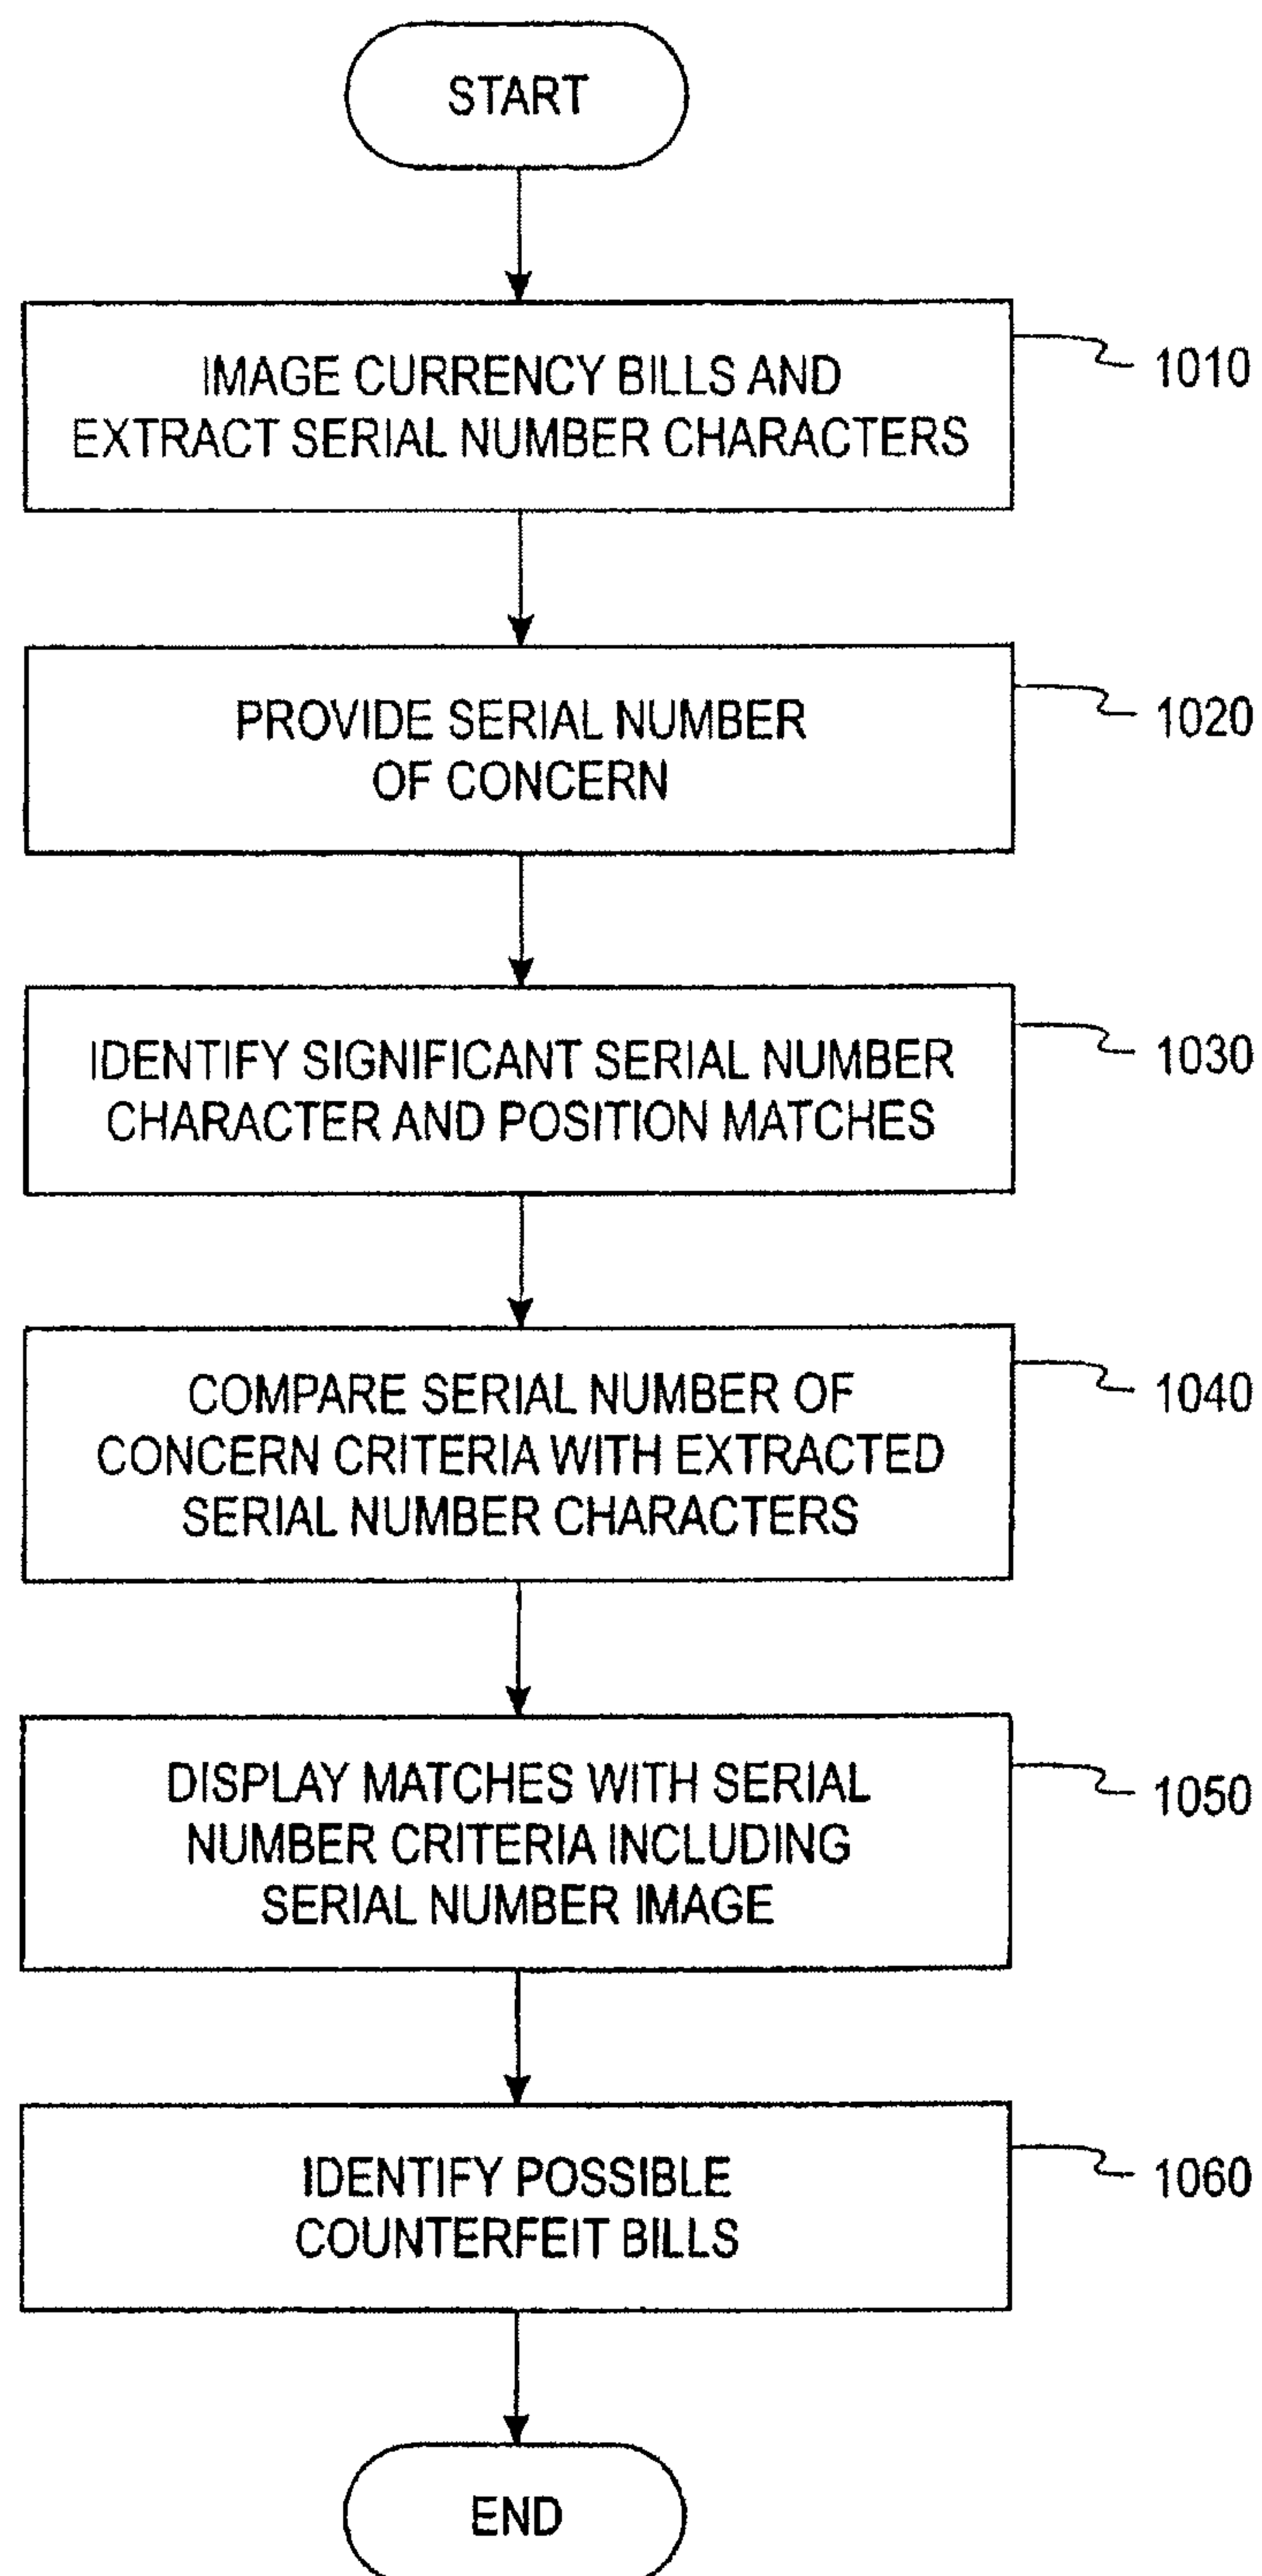 START
IMAGE CURRENCY BILLS AND
EXTRACT SERIAL NUMBER CHARACTERS
1010
PROVIDE SERIAL NUMBER
OF CONCERN
1020
IDENTIFY SIGNIFICANT SERIAL NUMBER
CHARACTER AND POSITION MATCHES
1030
COMPARE SERIAL NUMBER OF
CONCERN CRITERIA WITH EXTRACTED
SERIAL NUMBER CHARACTERS
1040
DISPLAY MATCHES WITH SERIAL
NUMBER CRITERIA INCLUDING
SERIAL NUMBER IMAGE
1050
IDENTIFY POSSIBLE
COUNTERFEIT BILLS
1060
END